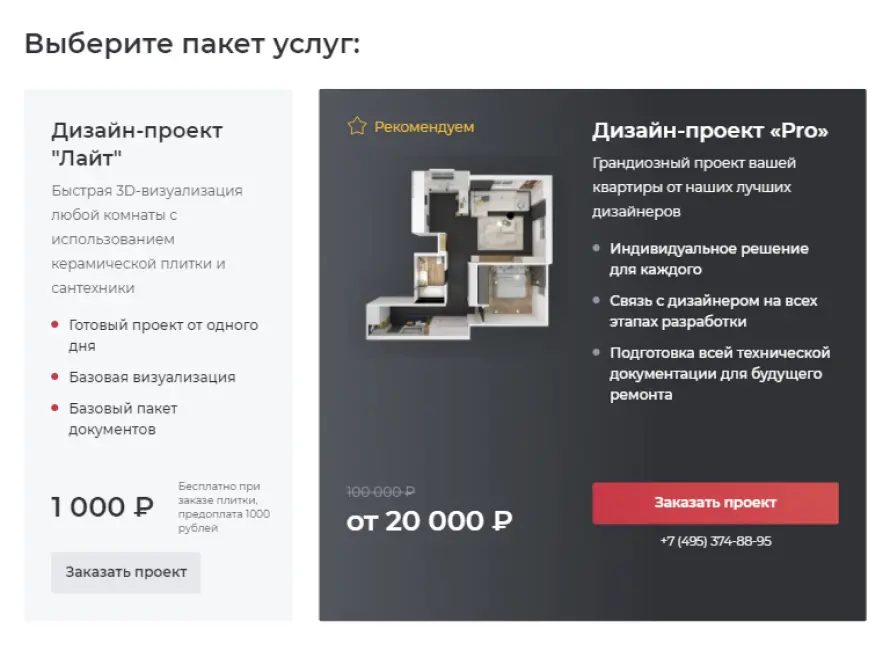 Выберите пакет услуг:
Дизайн-проект
"Лайт"
Быстрая 3D-визуализация
любой комнаты с
использованием
керамической плитки и
сантехники
Готовый проект от одного
дня
Базовая визуализация
Базовый пакет
документов
1 000 ₽
Бесплатно при
заказе плитки,
предоплата 1000
рублей
Заказать проект
Рекомендуем
100 000 ₽
от 20 000 ₽
Дизайн-проект «Pro»
Грандиозный проект вашей
квартиры от наших лучших
дизайнеров
Индивидуальное решение
для каждого
Связь с дизайнером на всех
этапах разработки
Подготовка всей технической
документации для будущего
ремонта
Заказать проект
+7 (495) 374-88-95